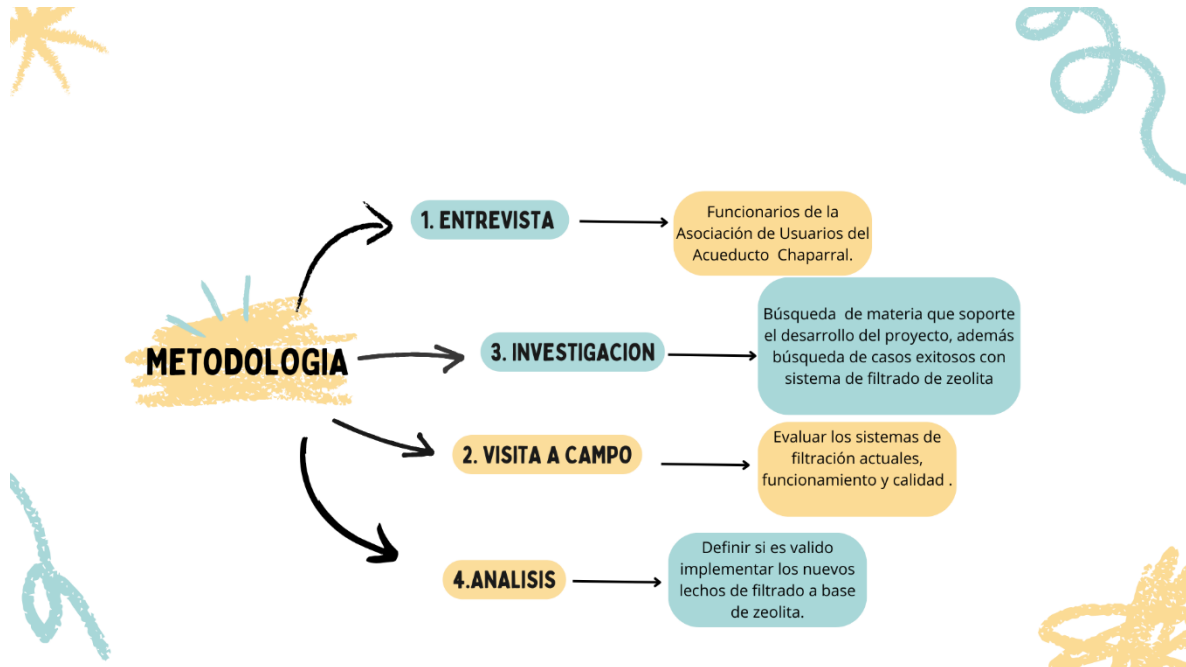 METODOLOGIA
1. ENTREVISTA
Funcionarios de la
Asociación de Usuarios del
Acueducto Chaparral.
3. INVESTIGACION
Búsqueda de materia que soporte
el desarrollo del proyecto, además
búsqueda de casos exitosos con
sistema de filtrado de zeolita
2. VISITA A CAMPO
Evaluar los sistemas de
filtración actuales,
funcionamiento y calidad .
4.ANALISIS
Definir si es valido
implementar los nuevos
lechos de filtrado a base
de zeolita.